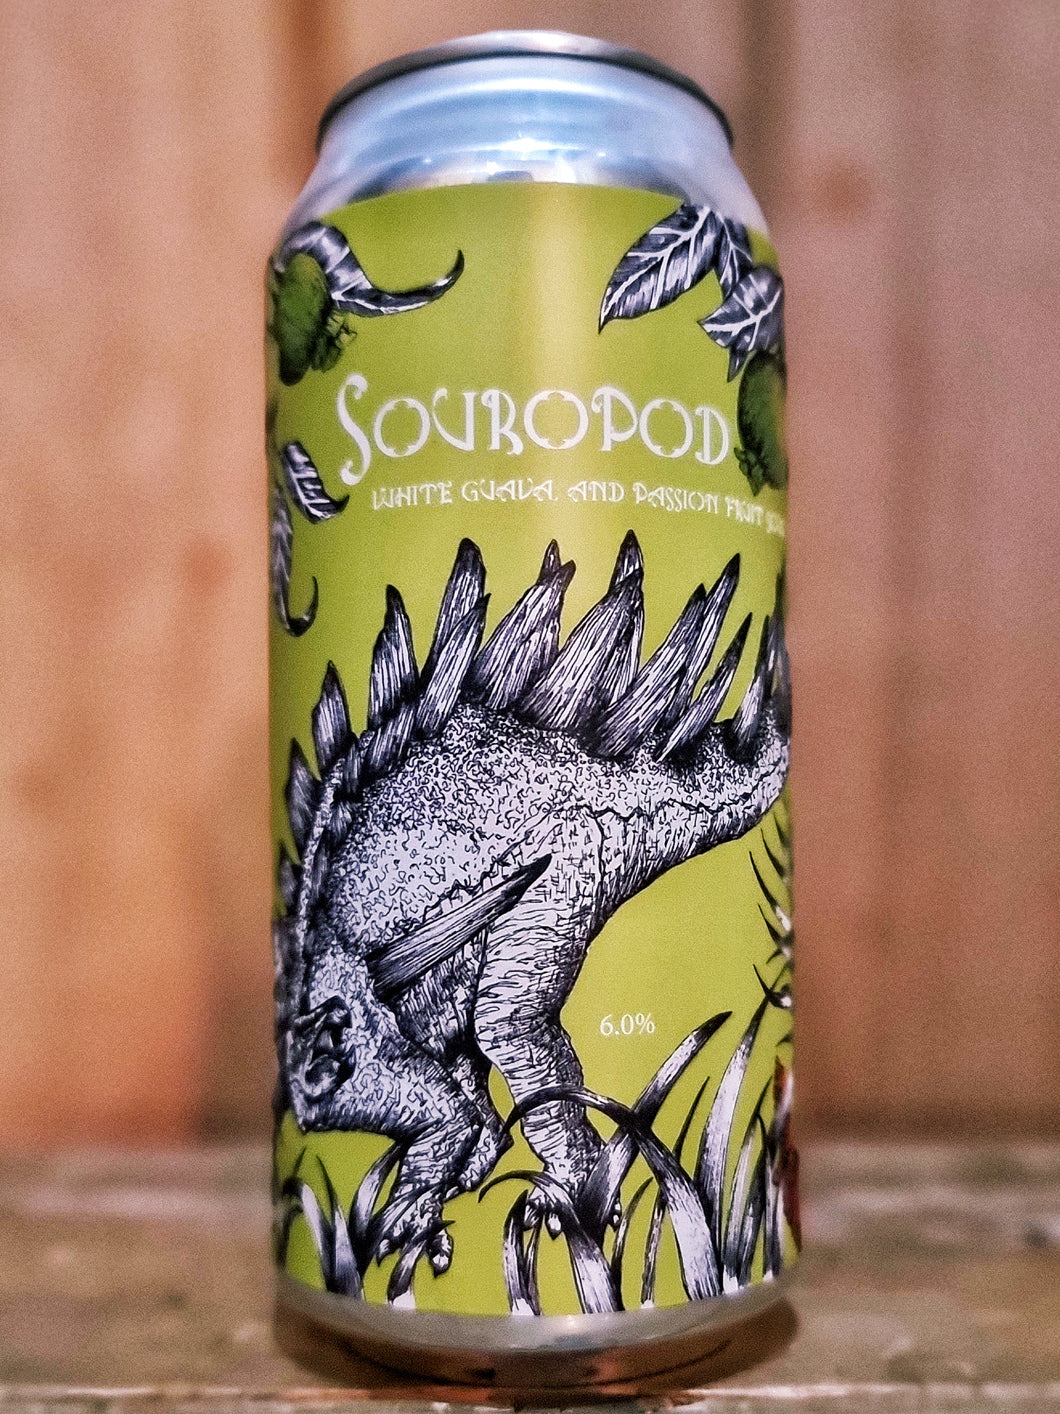 SOUROPOD
WHITE GUAVA AND PASSION FRUIT
6.0%